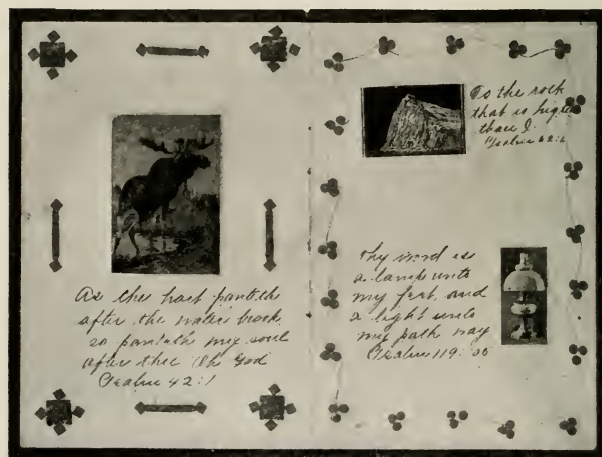 As the hart panteth
after the water brook
so panteth my soul
after thee Oh God
Psalm 42:1
To the rock
that is higher
than I.
Psalm 62:2
Thy word is
a lamp unto
my feet and
a light unto
my path way
Psalm 119:105